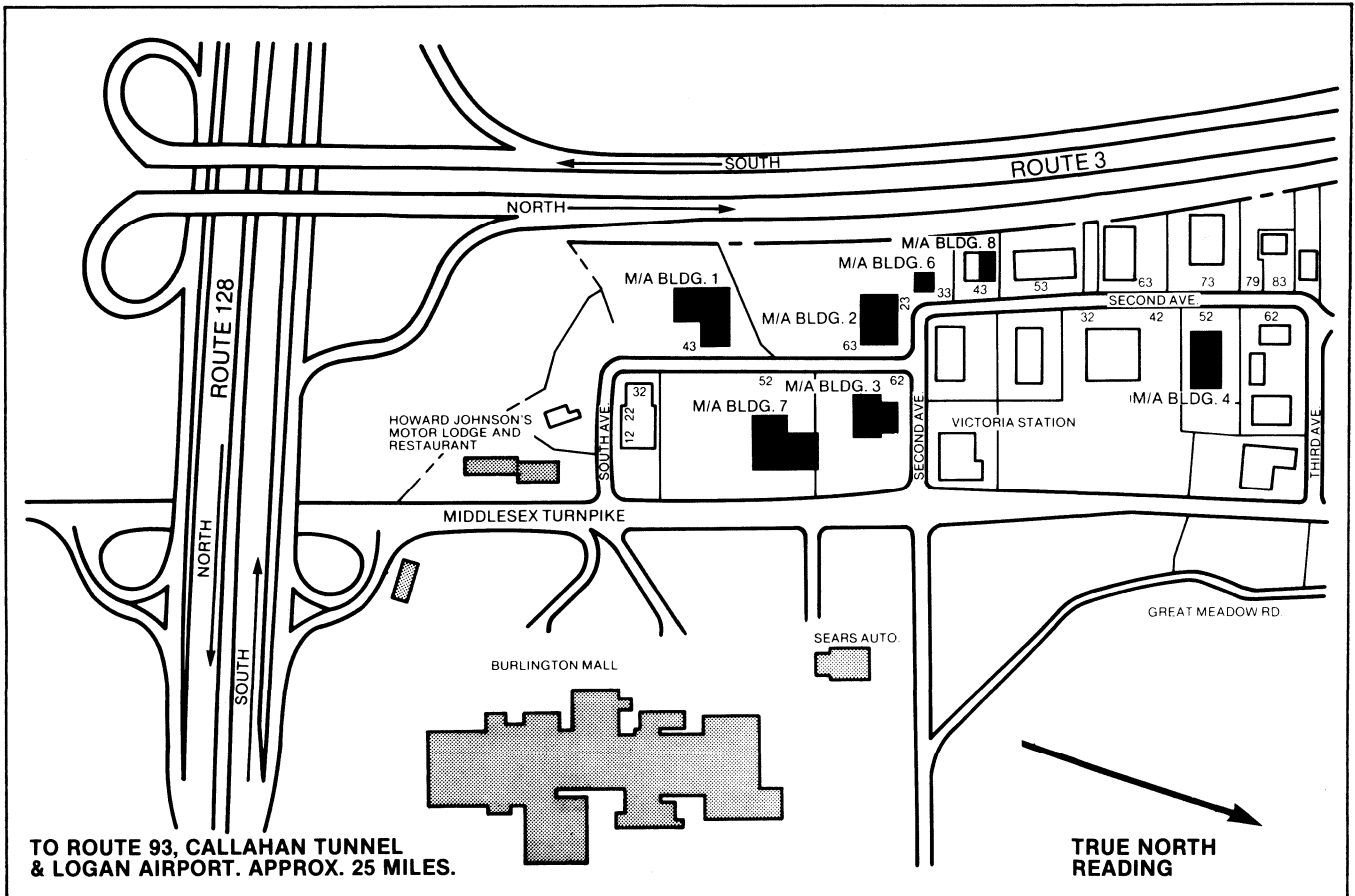 SOUTH
ROUTE 3
NORTH
ROUTE 128
M/A BLDG. 8
M/A BLDG. 6
M/A BLDG. 1
M/A BLDG. 2
43
63
23
33
43
53
63
73
79
83
SECOND AVE.
32
42
52
62
52
62
M/A BLDG. 3
M/A BLDG. 7
M/A BLDG. 4
32
22
12
SOUTH AVE.
SECOND AVE.
THIRD AVE.
VICTORIA STATION
HOWARD JOHNSON'S
MOTOR LODGE AND
RESTAURANT
MIDDLESEX TURNPIKE
NORTH
SOUTH
GREAT MEADOW RD.
SEARS AUTO.
BURLINGTON MALL
TO ROUTE 93, CALLAHAN TUNNEL
& LOGAN AIRPORT. APPROX. 25 MILES.
TRUE NORTH
READING